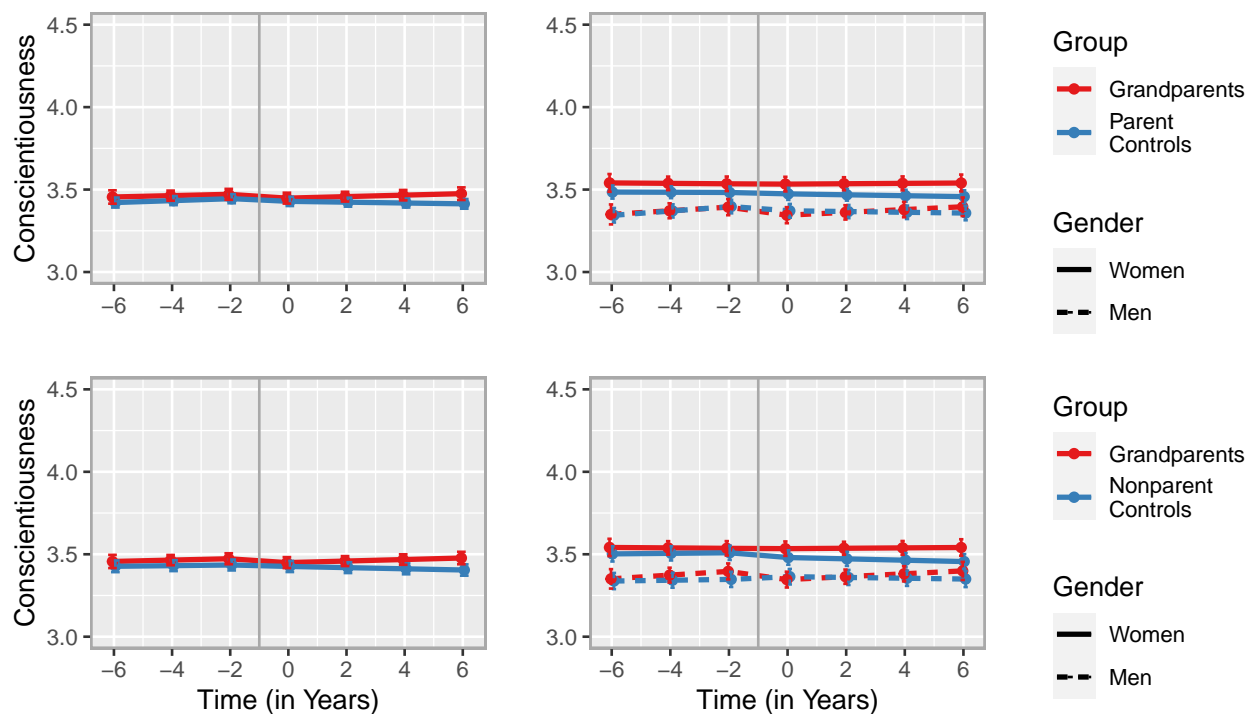 Conscientiousness
4.5
4.0
3.5
3.0
−6 −4 −2 0 2 4 6
4.5
4.0
3.5
3.0
−6 −4 −2 0 2 4 6
Group
Grandparents
Parent
Controls
Gender
Women
Men
Conscientiousness
4.5
4.0
3.5
3.0
−6 −4 −2 0 2 4 6
Time (in Years)
4.5
4.0
3.5
3.0
−6 −4 −2 0 2 4 6
Time (in Years)
Group
Grandparents
Nonparent
Controls
Gender
Women
Men